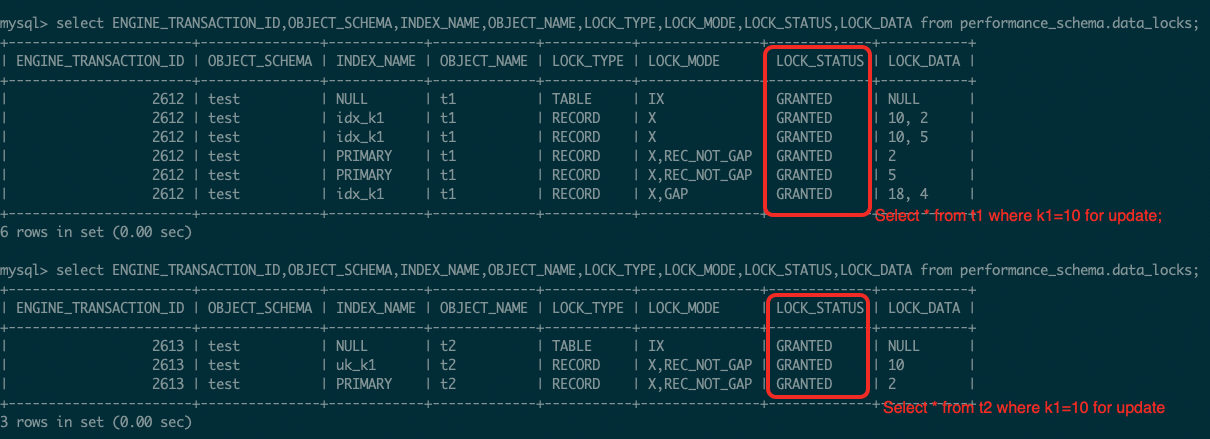 mysql> select ENGINE_TRANSACTION_ID,OBJECT_SCHEMA,INDEX_NAME,OBJECT_NAME,LOCK_TYPE,LOCK_MODE,LOCK_STATUS,LOCK_DATA from performance_schema.data_locks;
+-----------------------+---------------+------------+-------------+-----------+---------------+-------------+-----------+
| ENGINE_TRANSACTION_ID | OBJECT_SCHEMA | INDEX_NAME | OBJECT_NAME | LOCK_TYPE | LOCK_MODE     | LOCK_STATUS | LOCK_DATA |
+-----------------------+---------------+------------+-------------+-----------+---------------+-------------+-----------+
|                  2612 | test          | NULL       | t1          | TABLE     | IX            | GRANTED     | NULL      |
|                  2612 | test          | idx_k1     | t1          | RECORD    | X             | GRANTED     | 10, 2     |
|                  2612 | test          | idx_k1     | t1          | RECORD    | X             | GRANTED     | 10, 5     |
|                  2612 | test          | PRIMARY    | t1          | RECORD    | X,REC_NOT_GAP | GRANTED     | 2         |
|                  2612 | test          | PRIMARY    | t1          | RECORD    | X,REC_NOT_GAP | GRANTED     | 5         |
|                  2612 | test          | idx_k1     | t1          | RECORD    | X,GAP         | GRANTED     | 18, 4     |
+-----------------------+---------------+------------+-------------+-----------+---------------+-------------+-----------+
Select * from t1 where k1=10 for update;
6 rows in set (0.00 sec)
mysql> select ENGINE_TRANSACTION_ID,OBJECT_SCHEMA,INDEX_NAME,OBJECT_NAME,LOCK_TYPE,LOCK_MODE,LOCK_STATUS,LOCK_DATA from performance_schema.data_locks;
+-----------------------+---------------+------------+-------------+-----------+---------------+-------------+-----------+
| ENGINE_TRANSACTION_ID | OBJECT_SCHEMA | INDEX_NAME | OBJECT_NAME | LOCK_TYPE | LOCK_MODE     | LOCK_STATUS | LOCK_DATA |
+-----------------------+---------------+------------+-------------+-----------+---------------+-------------+-----------+
|                  2613 | test          | NULL       | t2          | TABLE     | IX            | GRANTED     | NULL      |
|                  2613 | test          | uk_k1      | t2          | RECORD    | X,REC_NOT_GAP | GRANTED     | 10        |
|                  2613 | test          | PRIMARY    | t2          | RECORD    | X,REC_NOT_GAP | GRANTED     | 2         |
+-----------------------+---------------+------------+-------------+-----------+---------------+-------------+-----------+
Select * from t2 where k1=10 for update
3 rows in set (0.00 sec)